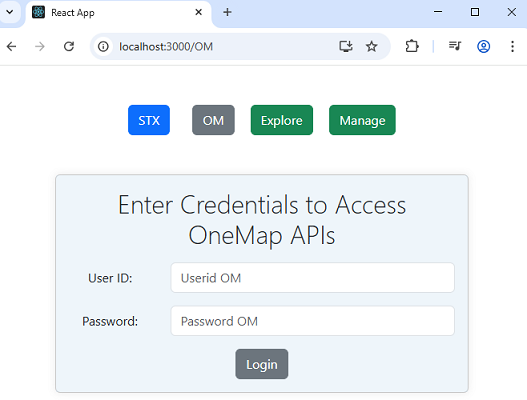 React App
localhost:3000/OM
STX OM Explore Manage
Enter Credentials to Access
OneMap APIs
User ID: Userid OM
Password: Password OM
Login